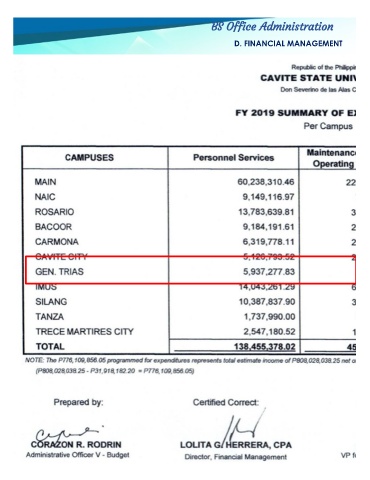 BS Office Administration
D. FINANCIAL MANAGEMENT
Republic of the Philippi
CAVITE STATE UNIV
Don Severino de las Alas C
FY 2019 SUMMARY OF EX
Per Campus
CAMPUSES Personnel Services Maintenance Operating
MAIN 60,238,310.46 22
NAIC 9,149,116.97
ROSARIO 13,783,639.81 3
BACOOR 9,184,191.61 2
CARMONA 6,319,778.11 2
CAVITE CITY 5,126,793.52 2
GEN. TRIAS 5,937,277.83
IMUS 14,043,261.29 6
SILANG 10,387,837.90 3
TANZA 1,737,990.00
TRECE MARTIRES CITY 2,547,180.52 1
TOTAL 138,455,378.02 45
NOTE: The P776,109,856.05 programmed for expenditures represents total estimate income of P808,028,038.25 net o
(P808,028,038.25 - P31,918,182.20 = P776,109,856.05)
Prepared by: Certified Correct:
CORAZON R. RODRIN LOLITA G. HERRERA, CPA
Administrative Officer V - Budget Director, Financial Management VP f